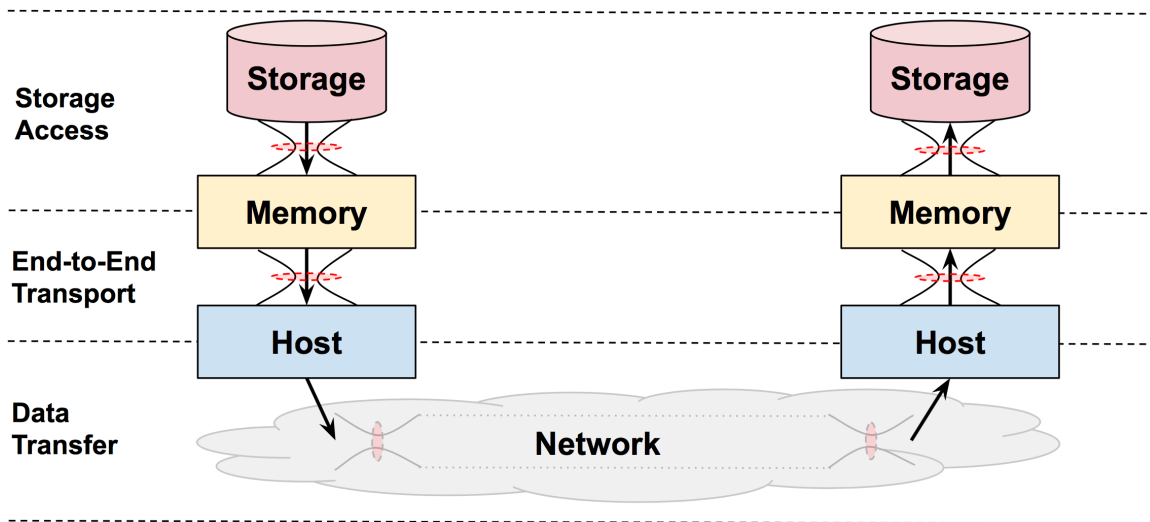 Storage
Storage
Storage
Access
Memory
Memory
End-to-End
Transport
Host
Host
Data
Transfer
Network